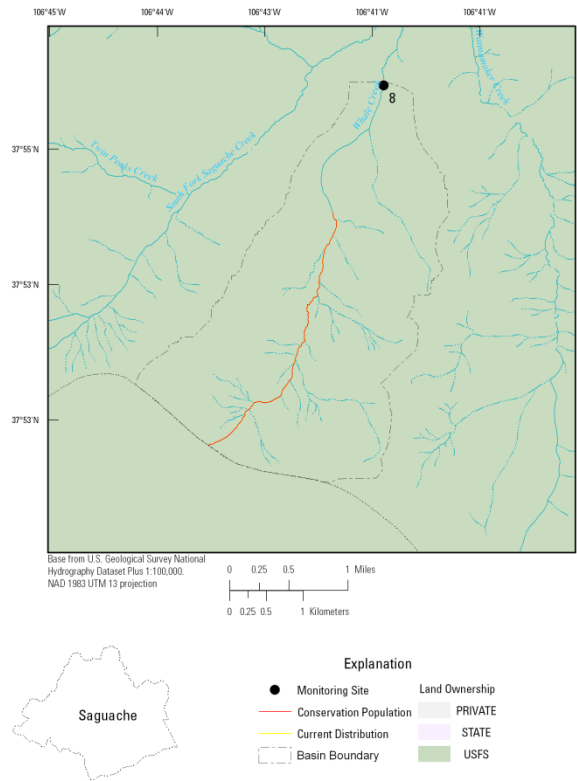 106°45'W 106°44'W 106°43'W 106°41'W 106°41'W
8
Whale Creek
37°55'N
Twin Peaks Creek
South Fork Saguache Creek
37°53'N
37°53'N
Base from U.S. Geological Survey National
Hydrography Dataset Plus 1:100,000.
NAD 1983 UTM 13 projection
0 0.25 0.5 1 Miles
0 0.25 0.5 1 Kilometers
Saguache
Explanation
Monitoring Site
Conservation Population
Current Distribution
Basin Boundary
Land Ownership
PRIVATE
STATE
USFS